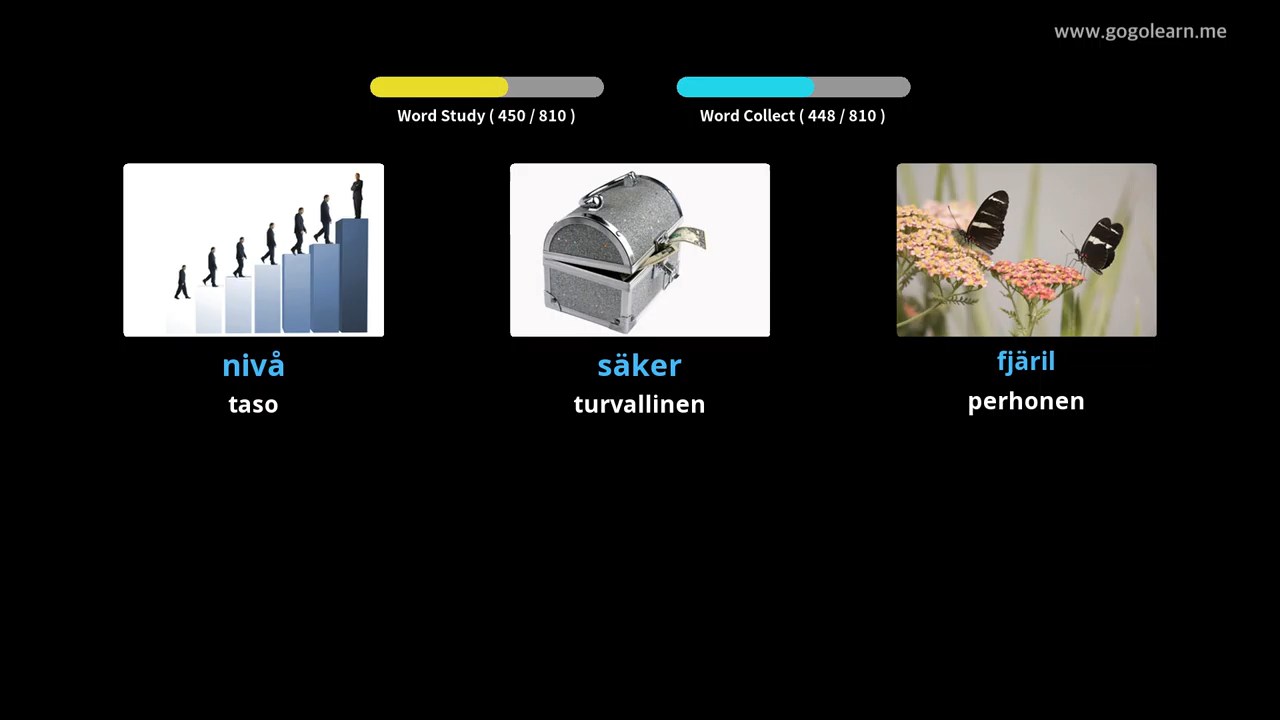 www.gogolearn.me
Word Study ( 450 / 810 )
Word Collect ( 448 / 810 )
nivå
taso
säker
turvallinen
fjäril
perhonen